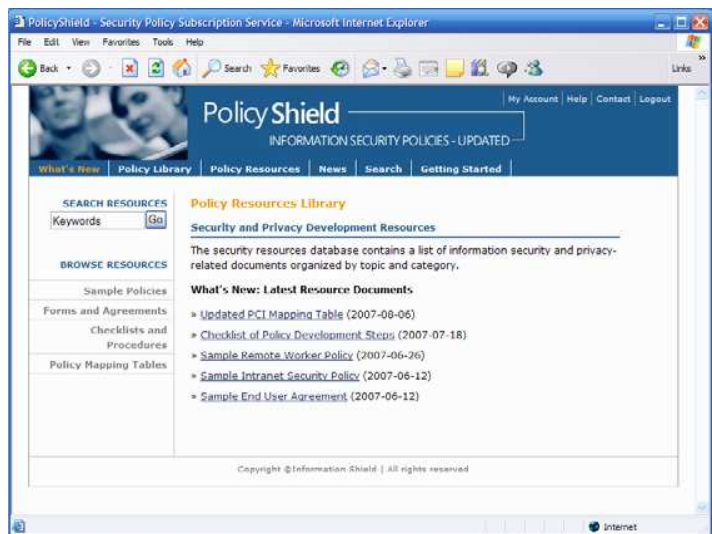 PolicyShield - Security Policy Subscription Service - Microsoft Internet Explorer
File Edit View Favorites Tools Help
Back Search Favorites Links
My Account | Help | Contact | Logout
PolicyShield
INFORMATION SECURITY POLICIES - UPDATED
What's New | Policy Library | Policy Resources | News | Search | Getting Started
SEARCH RESOURCES
Keywords Go
BROWSE RESOURCES
Sample Policies
Forms and Agreements
Checklists and
Procedures
Policy Mapping Tables
Policy Resources Library
Security and Privacy Development Resources
The security resources database contains a list of information security and privacy-
related documents organized by topic and category.
What's New: Latest Resource Documents
» Updated PCI Mapping Table (2007-08-06)
» Checklist of Policy Development Steps (2007-07-18)
» Sample Remote Worker Policy (2007-06-26)
» Sample Intranet Security Policy (2007-06-12)
» Sample End User Agreement (2007-06-12)
Copyright @Information Shield | All rights reserved
Internet